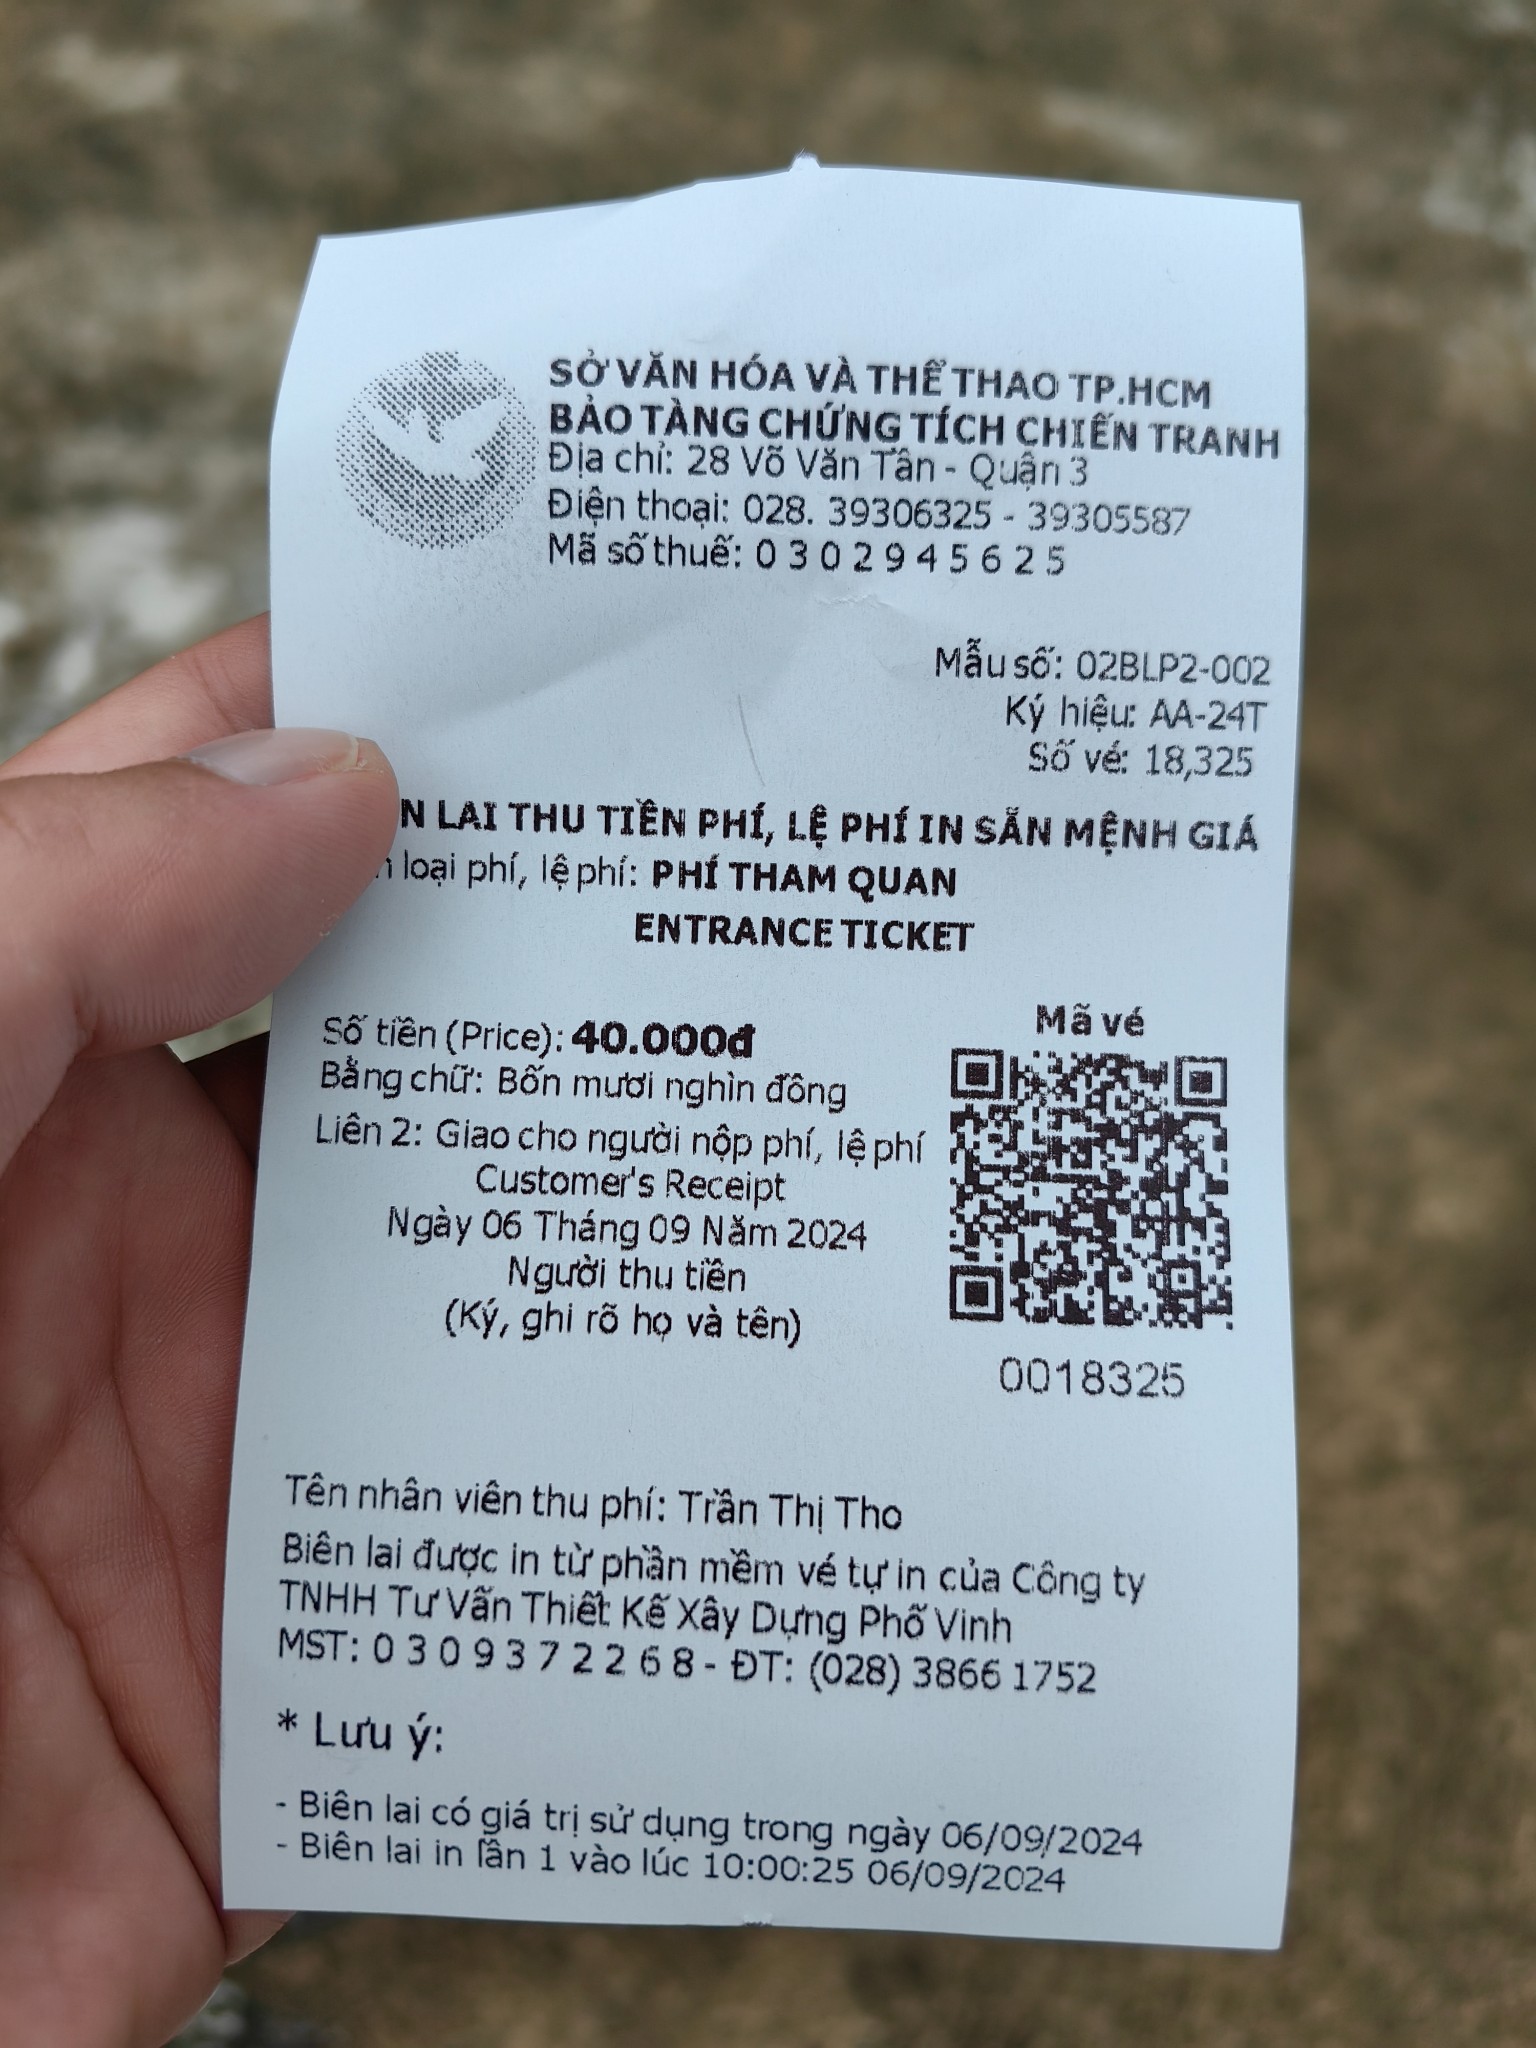 SỞ VĂN HÓA VÀ THỂ THAO TP.HCM
BẢO TÀNG CHỨNG TÍCH CHIẾN TRANH
Địa chỉ: 28 Võ Văn Tần - Quận 3
Điện thoại: 028. 39306325 - 39305587
Mã số thuế: 0 3 0 2 9 4 5 6 2 5
Mẫu số: 02BLP2-002
Ký hiệu: AA-24T
Số vé: 18,325
LAI THU TIỀN PHÍ, LỆ PHÍ IN SẴN MỆNH GIÁ
loại phí, lệ phí: PHÍ THAM QUAN
ENTRANCE TICKET
Số tiền (Price): 40.000đ
Bằng chữ: Bốn mươi nghìn đồng
Liên 2: Giao cho người nộp phí, lệ phí
Customer's Receipt
Ngày 06 Tháng 09 Năm 2024
Người thu tiền
(Ký, ghi rõ họ và tên)
Mã vé
0018325
Tên nhân viên thu phí: Trần Thị Tho
Biên lai được in từ phần mềm vé tự in của Công ty
TNHH Tư Vấn Thiết Kế Xây Dựng Phố Vinh
MST: 0 3 0 9 3 7 2 2 6 8 - ĐT: (028) 3866 1752
* Lưu ý:
- Biên lai có giá trị sử dụng trong ngày 06/09/2024
- Biên lai in lần 1 vào lúc 10:00:25 06/09/2024